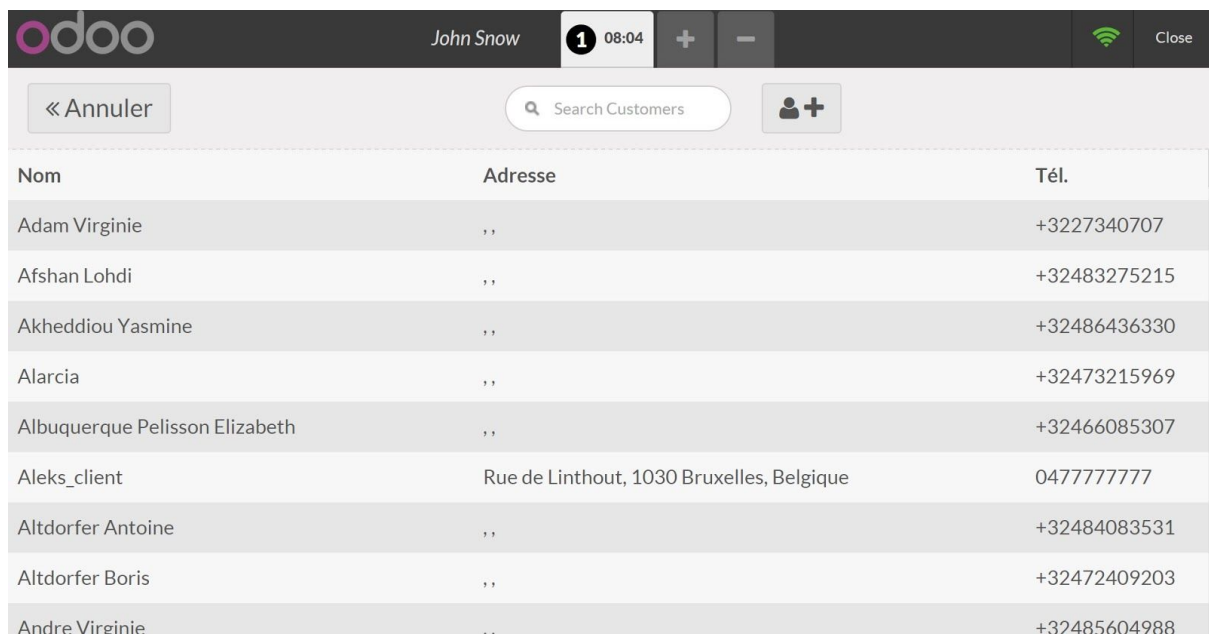 odoo John Snow 1 08:04 + − Close
« Annuler Search Customers +
Nom Adresse Tél.
Adam Virginie , , +3227340707
Afshan Lohdi , , +32483275215
Akheddiou Yasmine , , +32486436330
Alarcia , , +32473215969
Albuquerque Pelisson Elizabeth , , +32466085307
Aleks_client Rue de Linthout, 1030 Bruxelles, Belgique 0477777777
Altdorfer Antoine , , +32484083531
Altdorfer Boris , , +32472409203
Andre Virginie , , +32485604988